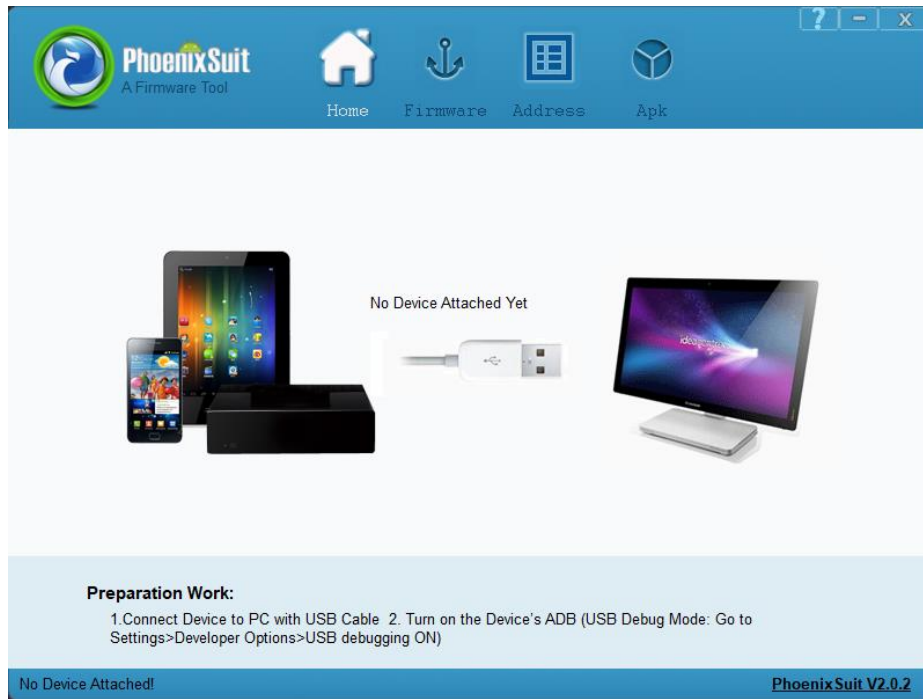 ? - X
PhoenixSuit
A Firmware Tool
Home Firmware Address Apk
No Device Attached Yet
Preparation Work:
1.Connect Device to PC with USB Cable 2. Turn on the Device's ADB (USB Debug Mode: Go to
Settings>Developer Options>USB debugging ON)
No Device Attached! PhoenixSuit V2.0.2